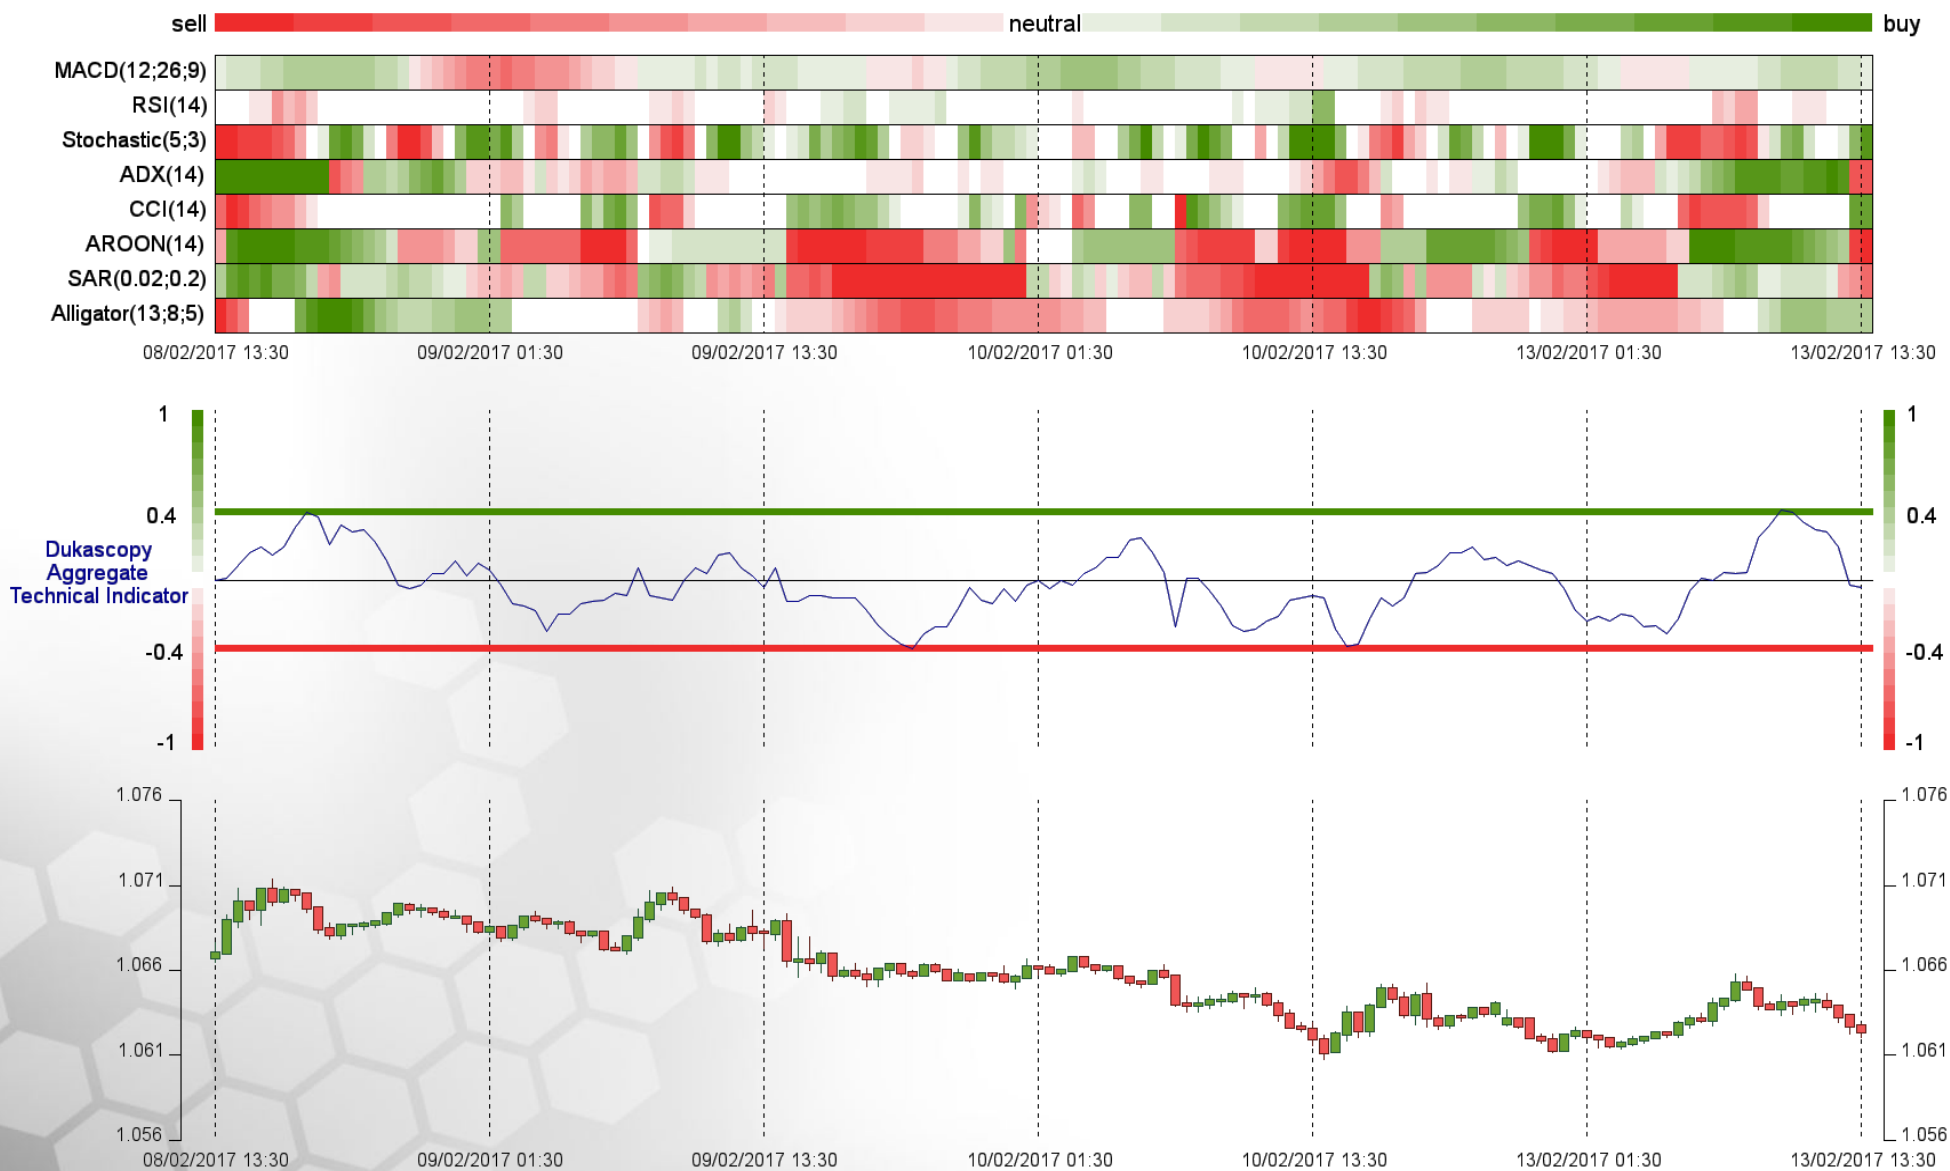 sell neutral buy
MACD(12;26;9)
RSI(14)
Stochastic(5;3)
ADX(14)
CCI(14)
AROON(14)
SAR(0.02;0.2)
Alligator(13;8;5)
08/02/2017 13:30 09/02/2017 01:30 09/02/2017 13:30 10/02/2017 01:30 10/02/2017 13:30 13/02/2017 01:30 13/02/2017 13:30
1 1
0.4 0.4
Dukascopy
Aggregate
Technical Indicator
-0.4 -0.4
-1 -1
1.076 1.076
1.071 1.071
1.066 1.066
1.061 1.061
1.056 1.056
08/02/2017 13:30 09/02/2017 01:30 09/02/2017 13:30 10/02/2017 01:30 10/02/2017 13:30 13/02/2017 01:30 13/02/2017 13:30